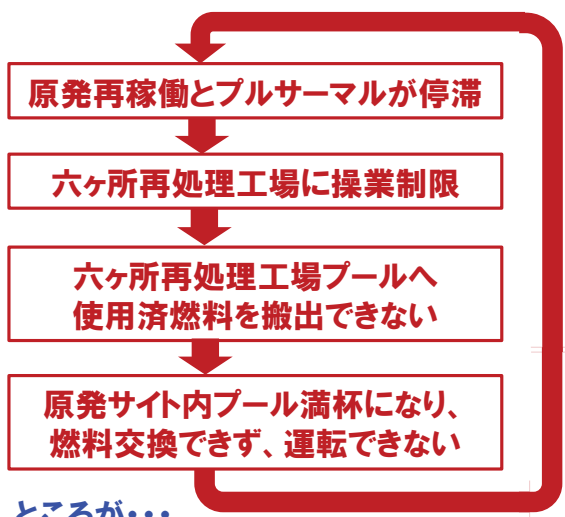 原発再稼働とプルサーマルが停滞
六ヶ所再処理工場に操業制限
六ヶ所再処理工場プールへ
使用済燃料を搬出できない
原発サイト内プール満杯になり、
燃料交換できず、運転できない
ところが・・・